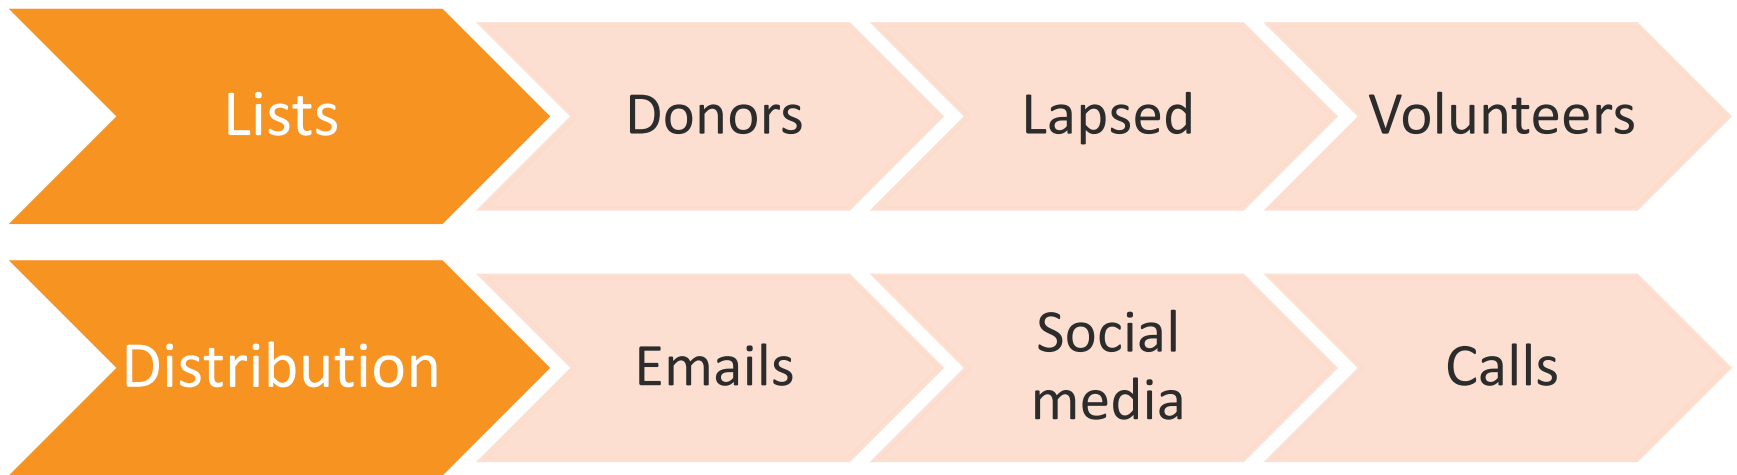 Lists
Donors
Lapsed
Volunteers
Distribution
Emails
Social
media
Calls